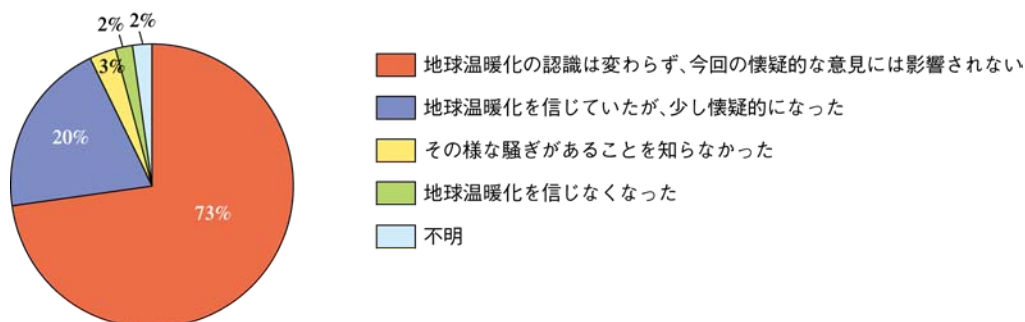 2%
2%
3%
20%
73%
地球温暖化の認識は変わらず、今回の懐疑的な意見には影響されない
地球温暖化を信じていたが、少し懐疑的になった
その様な騒ぎがあることを知らなかった
地球温暖化を信じなくなった
不明